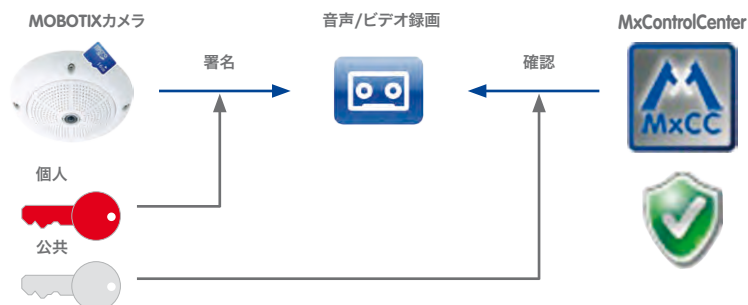 MOBOTIXカメラ
音声/ビデオ録画
MxControlCenter
署名
確認
MxCC
個人
公共